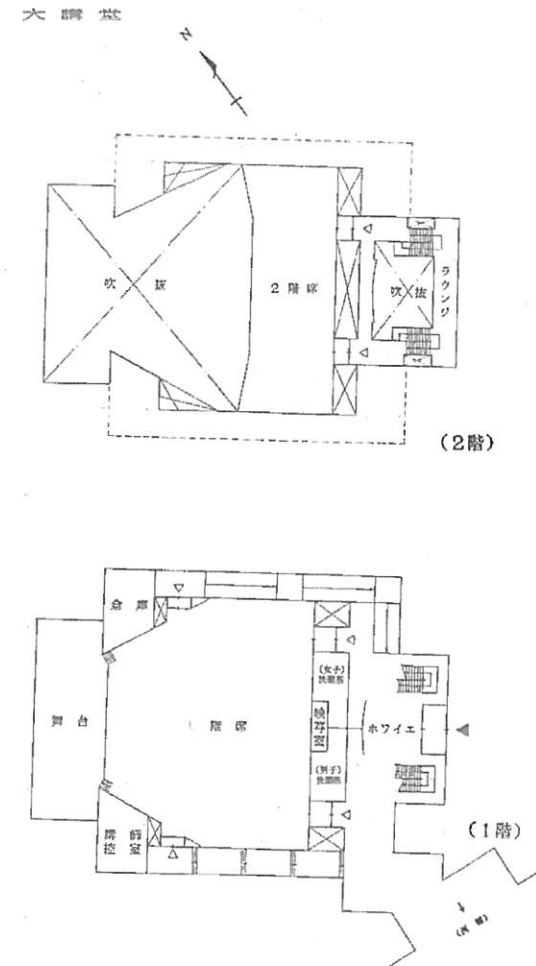 大講堂
N
吹抜
2階席
吹抜
ラウンジ
(2階)
倉庫
舞台
1階席
(女子)
洗面所
映写室
(男子)
洗面所
ホワイエ
講師
控室
(1階)